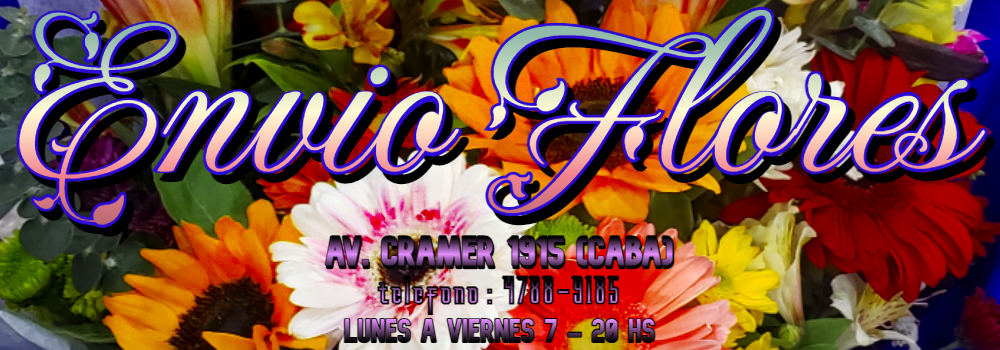 Envio Flores
AV. CRAMER 1915 (CABA)
telefono: 4788-9185
LUNES A VIERNES 7 - 20 HS